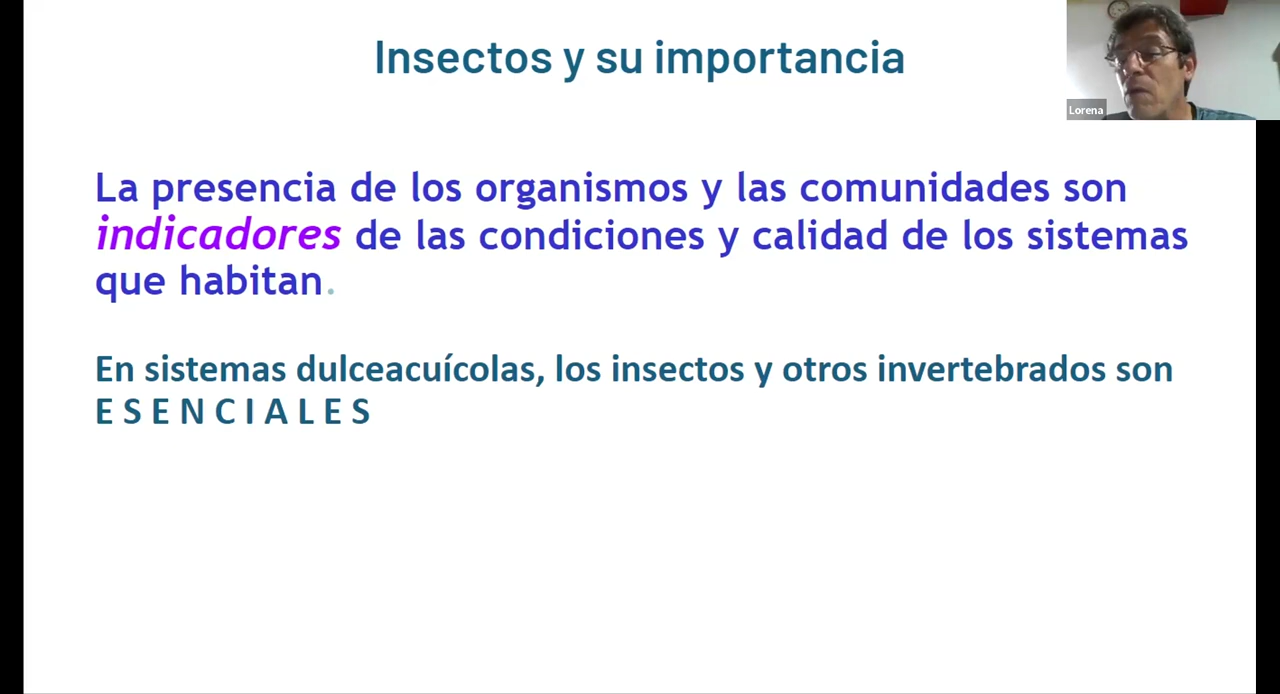 Insectos y su importancia
Lorena
La presencia de los organismos y las comunidades son
indicadores de las condiciones y calidad de los sistemas
que habitan.
En sistemas dulceacuícolas, los insectos y otros invertebrados son
E S E N C I A L E S